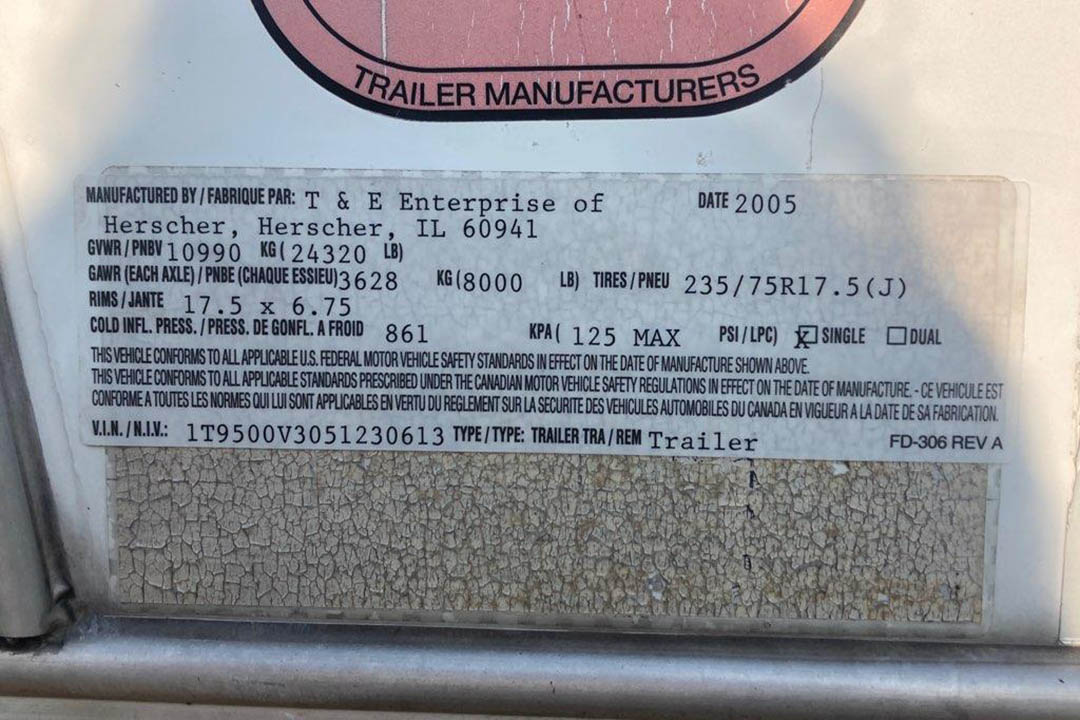 TRAILER MANUFACTURERS
MANUFACTURED BY / FABRIQUE PAR: T & E Enterprise of DATE 2005
Herscher, Herscher, IL 60941
GVWR / PNBV 10990 KG ( 24320 LB)
GAWR (EACH AXLE) / PNBE (CHAQUE ESSIEU) 3628 KG (8000 LB) TIRES / PNEU 235/75R17.5(J)
RIMS / JANTE 17.5 x 6.75
COLD INFL. PRESS. / PRESS. DE GONFL. A FROID 861 KPA ( 125 MAX PSI / LPC) ☒ SINGLE ☐ DUAL
THIS VEHICLE CONFORMS TO ALL APPLICABLE U.S. FEDERAL MOTOR VEHICLE SAFETY STANDARDS IN EFFECT ON THE DATE OF MANUFACTURE SHOWN ABOVE.
THIS VEHICLE CONFORMS TO ALL APPLICABLE STANDARDS PRESCRIBED UNDER THE CANADIAN MOTOR VEHICLE SAFETY REGULATIONS IN EFFECT ON THE DATE OF MANUFACTURE. - CE VEHICULE EST
CONFORME A TOUTES LES NORMES QUI LUI SONT APPLICABLES EN VERTU DU REGLEMENT SUR LA SECURITE DES VEHICULES AUTOMOBILES DU CANADA EN VIGUEUR A LA DATE DE SA FABRICATION.
V.I.N. / N.I.V.: 1T9500V3051230613 TYPE / TYPE: TRAILER TRA / REM Trailer FD-306 REV A